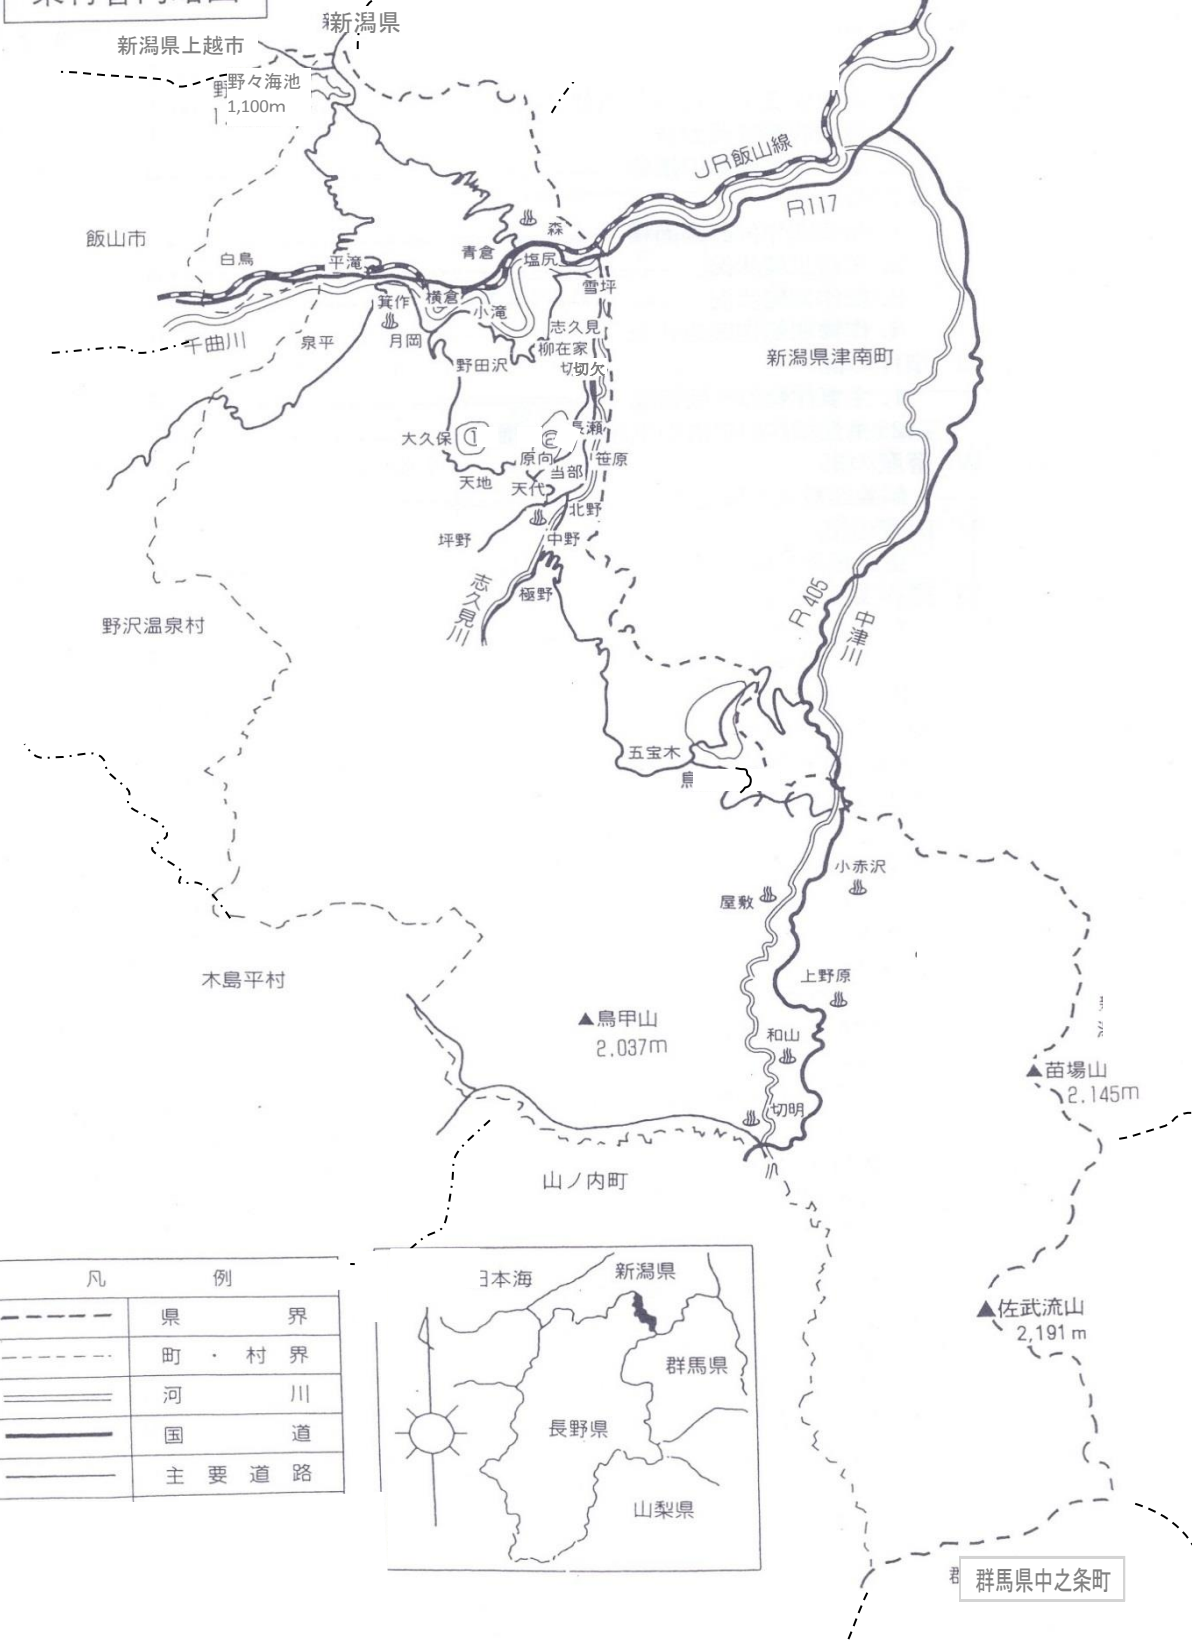 新潟県
新潟県上越市
野々海池
1,100m
JR飯山線
R117
飯山市
森
青倉
塩尻
白鳥
平滝
雪坪
箕作
横倉
小滝
志久見
千曲川
泉平
月岡
柳在家
新潟県津南町
野田沢
切欠
大久保
長瀬
原向
笹原
当部
天地
天代
北野
坪野
中野
志久見川
極野
R405
中津川
野沢温泉村
五宝木
小赤沢
屋敷
木島平村
上野原
▲鳥甲山
2.037m
和山
▲苗場山
2.145m
切明
山ノ内町
凡例
県界
町・村界
河川
国道
主要道路
日本海
新潟県
群馬県
長野県
山梨県
▲佐武流山
2,191m
群馬県中之条町